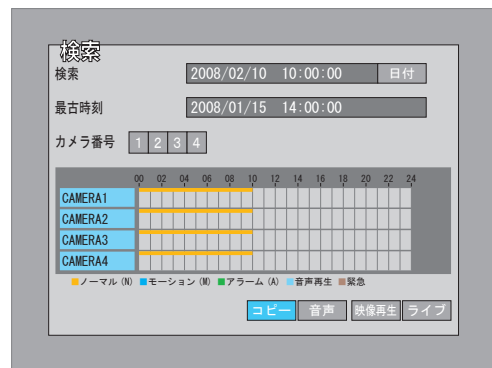 検索
検索 2008/02/10 10:00:00 日付
最古時刻 2008/01/15 14:00:00
カメラ番号 1 2 3 4
00 02 04 06 08 10 12 14 16 18 20 22 24
CAMERA1
CAMERA2
CAMERA3
CAMERA4
ノーマル (N) モーション (M) アラーム (A) 音声再生 緊急
コピー 音声 映像再生 ライブ